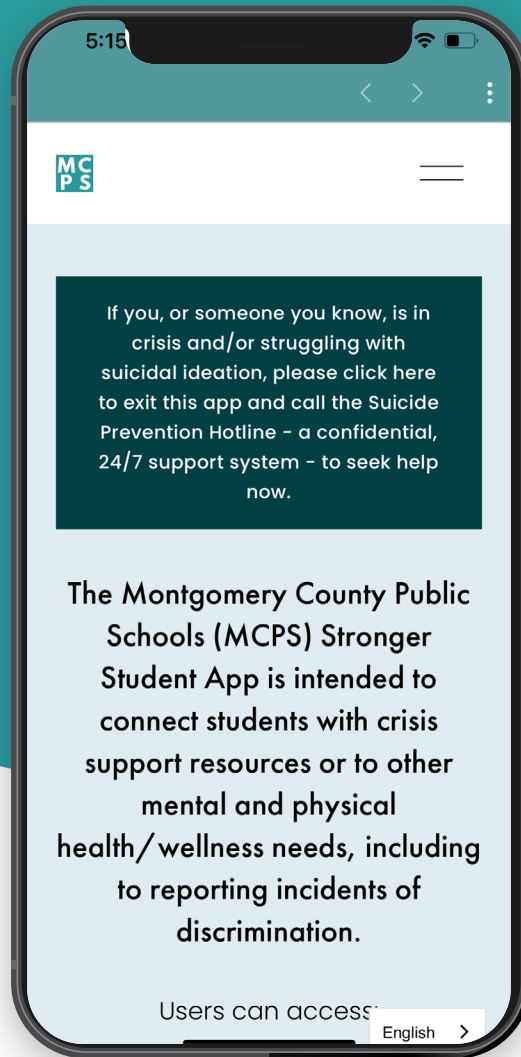 5:15
MC
PS
If you, or someone you know, is in
crisis and/or struggling with
suicidal ideation, please click here
to exit this app and call the Suicide
Prevention Hotline - a confidential,
24/7 support system - to seek help
now.
The Montgomery County Public
Schools (MCPS) Stronger
Student App is intended to
connect students with crisis
support resources or to other
mental and physical
health/wellness needs, including
to reporting incidents of
discrimination.
Users can access:
English